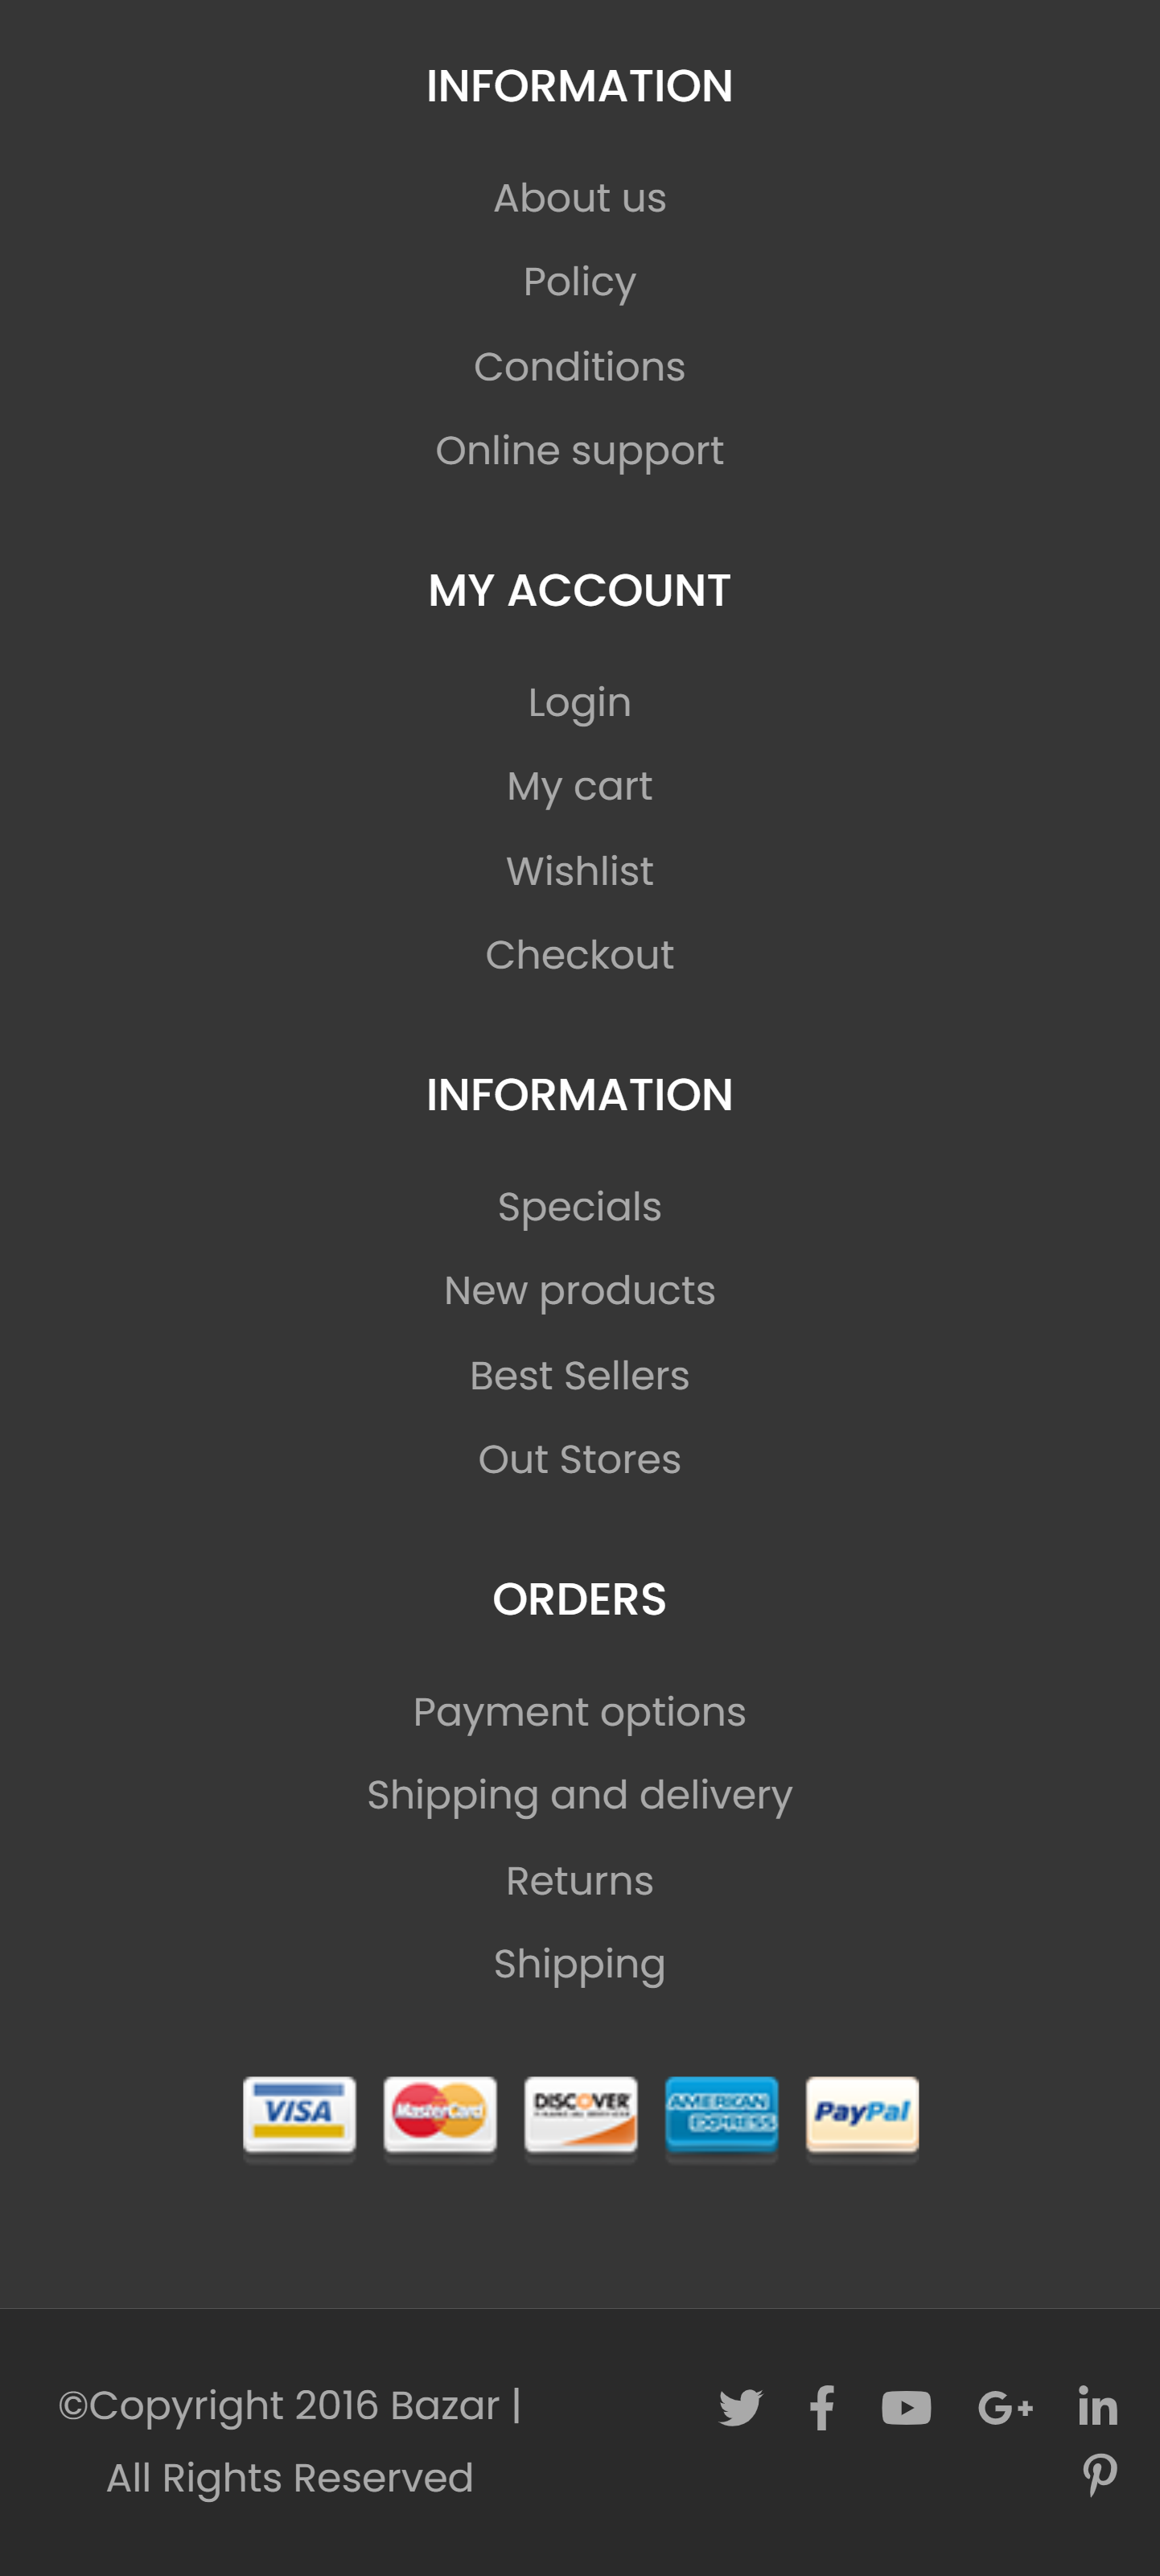 INFORMATION
About us
Policy
Conditions
Online support
MY ACCOUNT
Login
My cart
Wishlist
Checkout
INFORMATION
Specials
New products
Best Sellers
Out Stores
ORDERS
Payment options
Shipping and delivery
Returns
Shipping
VISA MasterCard DISCOVER AMERICAN EXPRESS PayPal
©Copyright 2016 Bazar |
All Rights Reserved